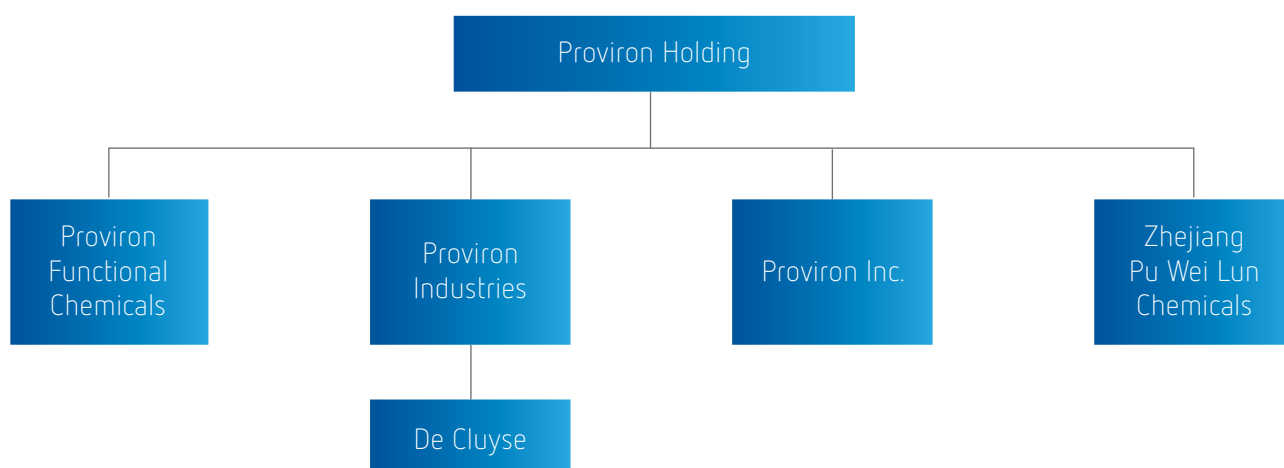 Proviron Holding
Proviron
Functional
Chemicals
Proviron
Industries
Proviron Inc.
Zhejiang
Pu Wei Lun
Chemicals
De Cluyse